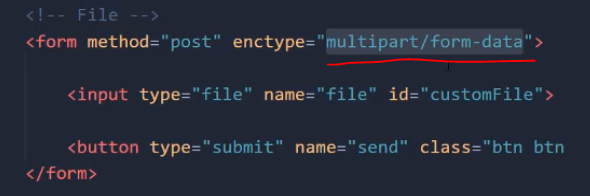 <!-- File -->
<form method="post" enctype="multipart/form-data">
<input type="file" name="file" id="customFile">
<button type="submit" name="send" class="btn btn
</form>